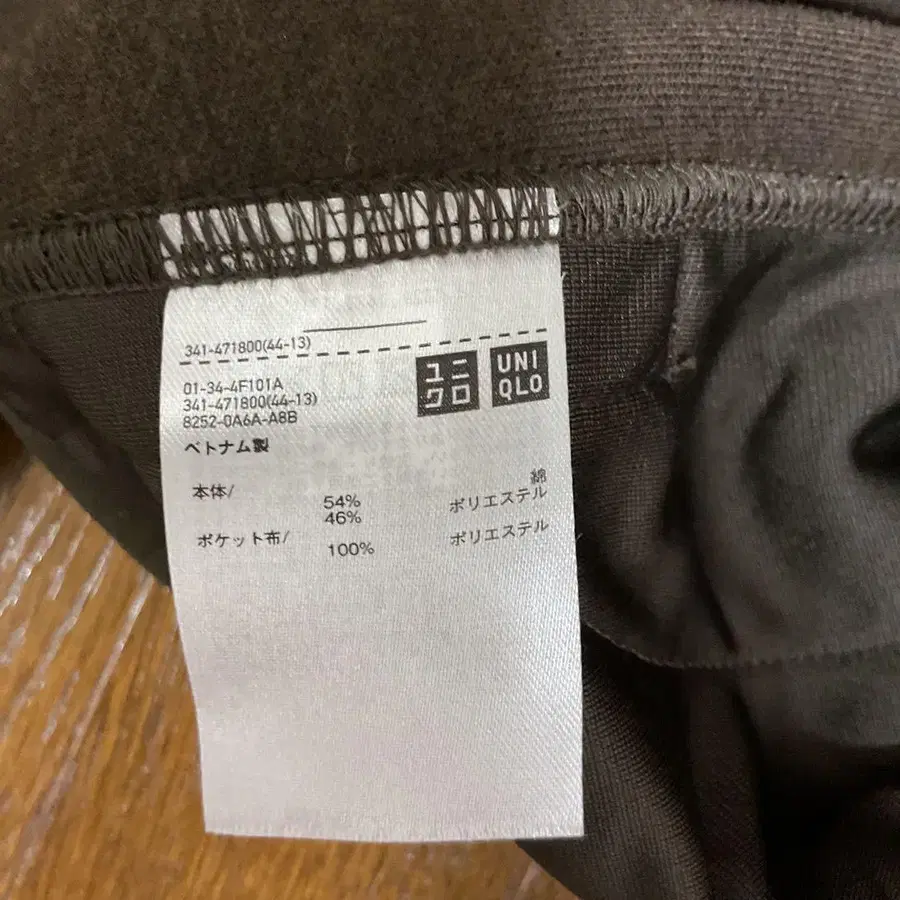 341-471800(44-13)
01-34-4F101A
341-471800(44-13)
8252-0A6A-A8B
ユニ
クロ
UNI
QLO
ベトナム製
本体/
綿
54%
ポリエステル
46%
ポケット布/
ポリエステル
100%